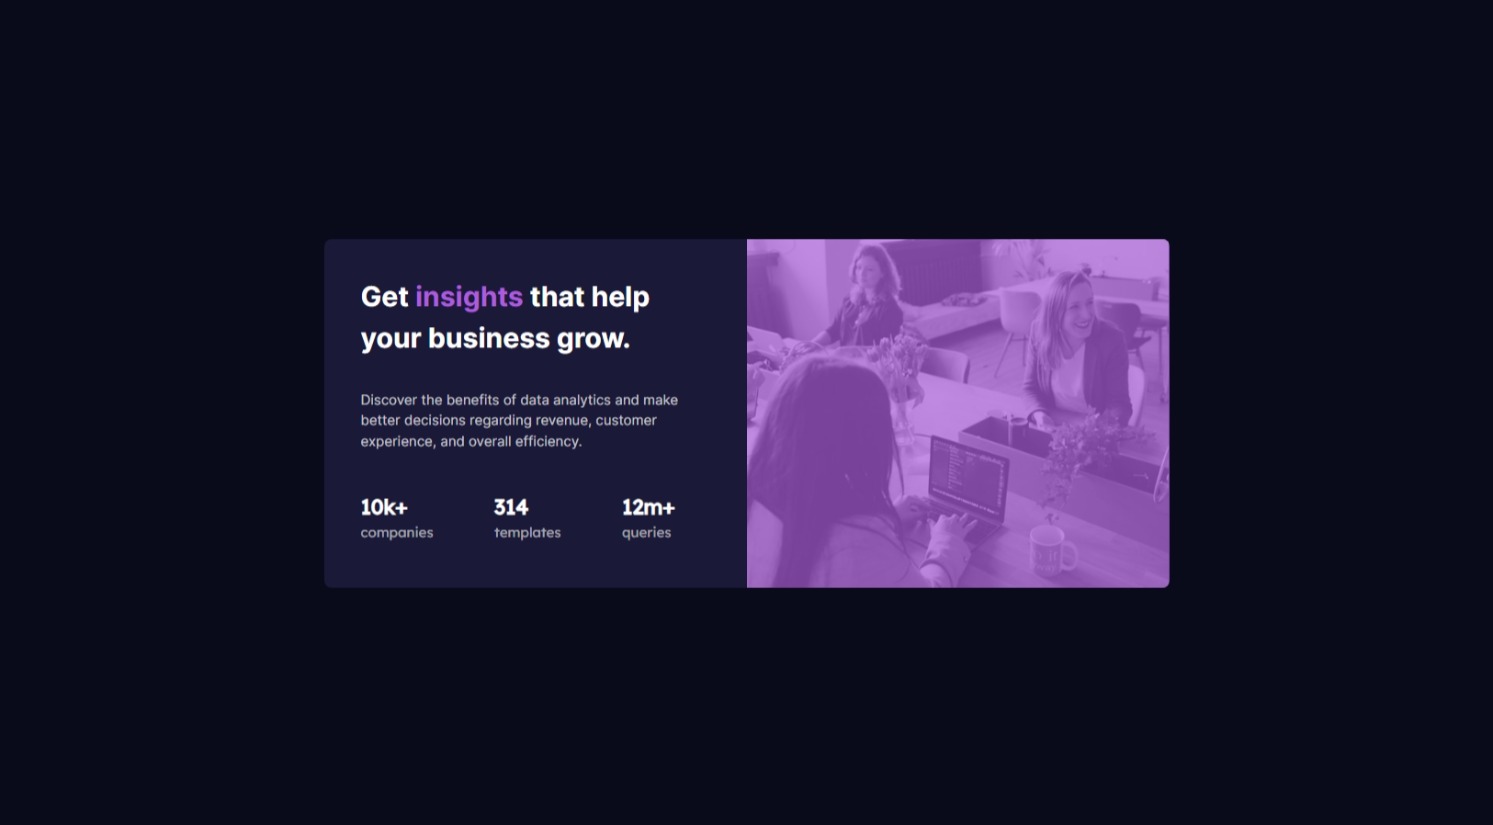 Get insights that help
your business grow.
Discover the benefits of data analytics and make
better decisions regarding revenue, customer
experience, and overall efficiency.
10k+ 314 12m+
companies templates queries